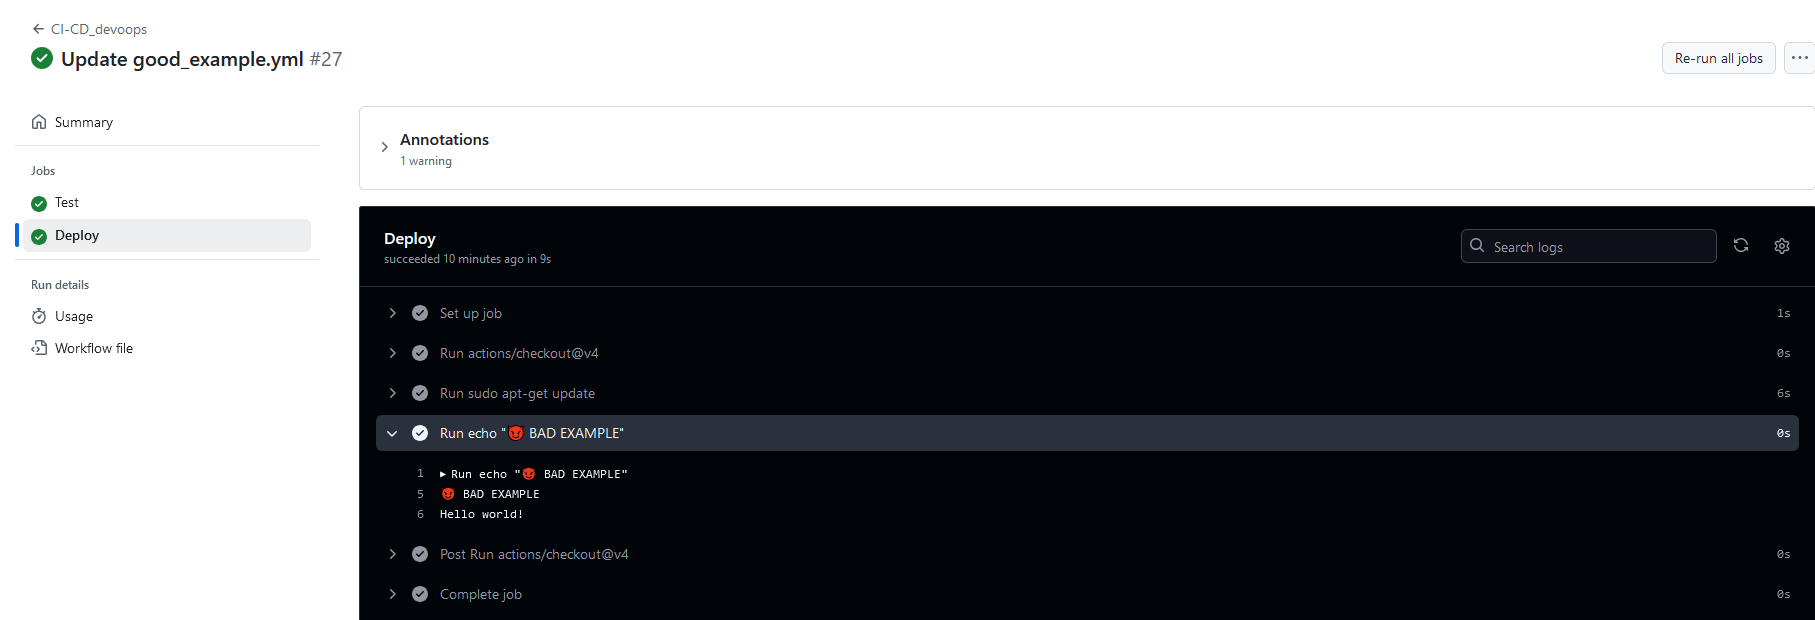 ← CI-CD_devoops
Update good_example.yml #27
Re-run all jobs
Summary
Jobs
Test
Deploy
Run details
Usage
Workflow file
Annotations
1 warning
Deploy
succeeded 10 minutes ago in 9s
Search logs
Set up job 1s
Run actions/checkout@v4 0s
Run sudo apt-get update 6s
Run echo "😈 BAD EXAMPLE" 0s
1 ▶ Run echo "😈 BAD EXAMPLE"
5 😈 BAD EXAMPLE
6 Hello world!
Post Run actions/checkout@v4 0s
Complete job 0s